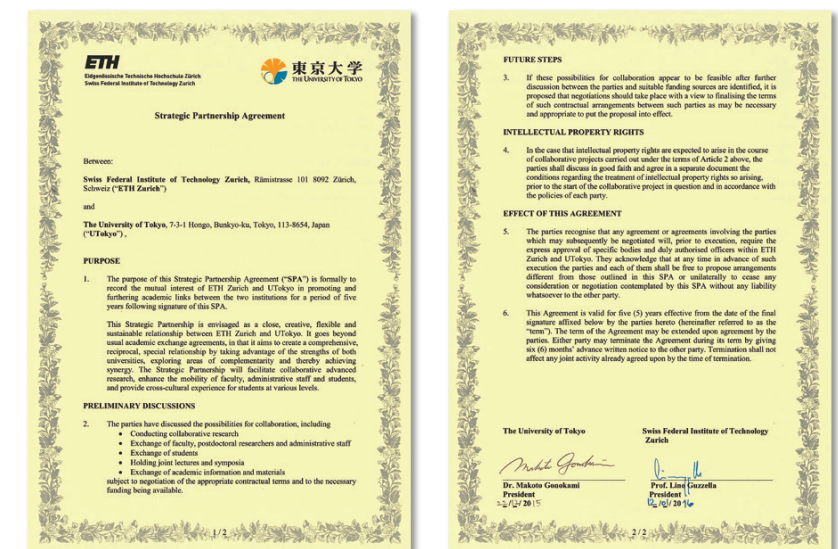 ETH
Eidgenössische Technische Hochschule Zürich
Swiss Federal Institute of Technology Zurich
東京大学
THE UNIVERSITY OF TOKYO
Strategic Partnership Agreement
Between:
Swiss Federal Institute of Technology Zurich, Rämistrasse 101 8092 Zürich,
Schweiz ("ETH Zurich")
and
The University of Tokyo, 7-3-1 Hongo, Bunkyo-ku, Tokyo, 113-8654, Japan
("UTokyo") ,
PURPOSE
1. The purpose of this Strategic Partnership Agreement ("SPA") is formally to
record the mutual interest of ETH Zurich and UTokyo in promoting and
furthering academic links between the two institutions for a period of five
years following signature of this SPA.
This Strategic Partnership is envisaged as a close, creative, flexible and
sustainable relationship between ETH Zurich and UTokyo. It goes beyond
usual academic exchange agreements, in that it aims to create a comprehensive,
reciprocal, special relationship by taking advantage of the strengths of both
universities, exploring areas of complementarity and thereby achieving
synergy. The Strategic Partnership will facilitate collaborative advanced
research, enhance the mobility of faculty, administrative staff and students,
and provide cross-cultural experience for students at various levels.
PRELIMINARY DISCUSSIONS
2. The parties have discussed the possibilities for collaboration, including
• Conducting collaborative research
• Exchange of faculty, postdoctoral researchers and administrative staff
• Exchange of students
• Holding joint lectures and symposia
• Exchange of academic information and materials
subject to negotiation of the appropriate contractual terms and to the necessary
funding being available.
1/2
FUTURE STEPS
3. If these possibilities for collaboration appear to be feasible after further
discussion between the parties and suitable funding sources are identified, it is
proposed that negotiations should take place with a view to finalising the terms
of such contractual arrangements between such parties as may be necessary
and appropriate to put the proposal into effect.
INTELLECTUAL PROPERTY RIGHTS
4. In the case that intellectual property rights are expected to arise in the course
of collaborative projects carried out under the terms of Article 2 above, the
parties shall discuss in good faith and agree in a separate document the
conditions regarding the treatment of intellectual property rights so arising,
prior to the start of the collaborative project in question and in accordance with
the policies of each party.
EFFECT OF THIS AGREEMENT
5. The parties recognise that any agreement or agreements involving the parties
which may subsequently be negotiated will, prior to execution, require the
express approval of specific bodies and duly authorised officers within ETH
Zurich and UTokyo. They acknowledge that at any time in advance of such
execution the parties and each of them shall be free to propose arrangements
different from those outlined in this SPA or unilaterally to cease any
consideration or negotiation contemplated by this SPA without any liability
whatsoever to the other party.
6. This Agreement is valid for five (5) years effective from the date of the final
signature affixed below by the parties hereto (hereinafter referred to as the
"term"). The term of the Agreement may be extended upon agreement by the
parties. Either party may terminate the Agreement during its term by giving
six (6) months' advance written notice to the other party. Termination shall not
affect any joint activity already agreed upon by the time of termination.
The University of Tokyo
Swiss Federal Institute of Technology
Zurich
Makoto Gonokami
Dr. Makoto Gonokami
President
2015
Prof. Lino Guzzella
President
2016
2/2